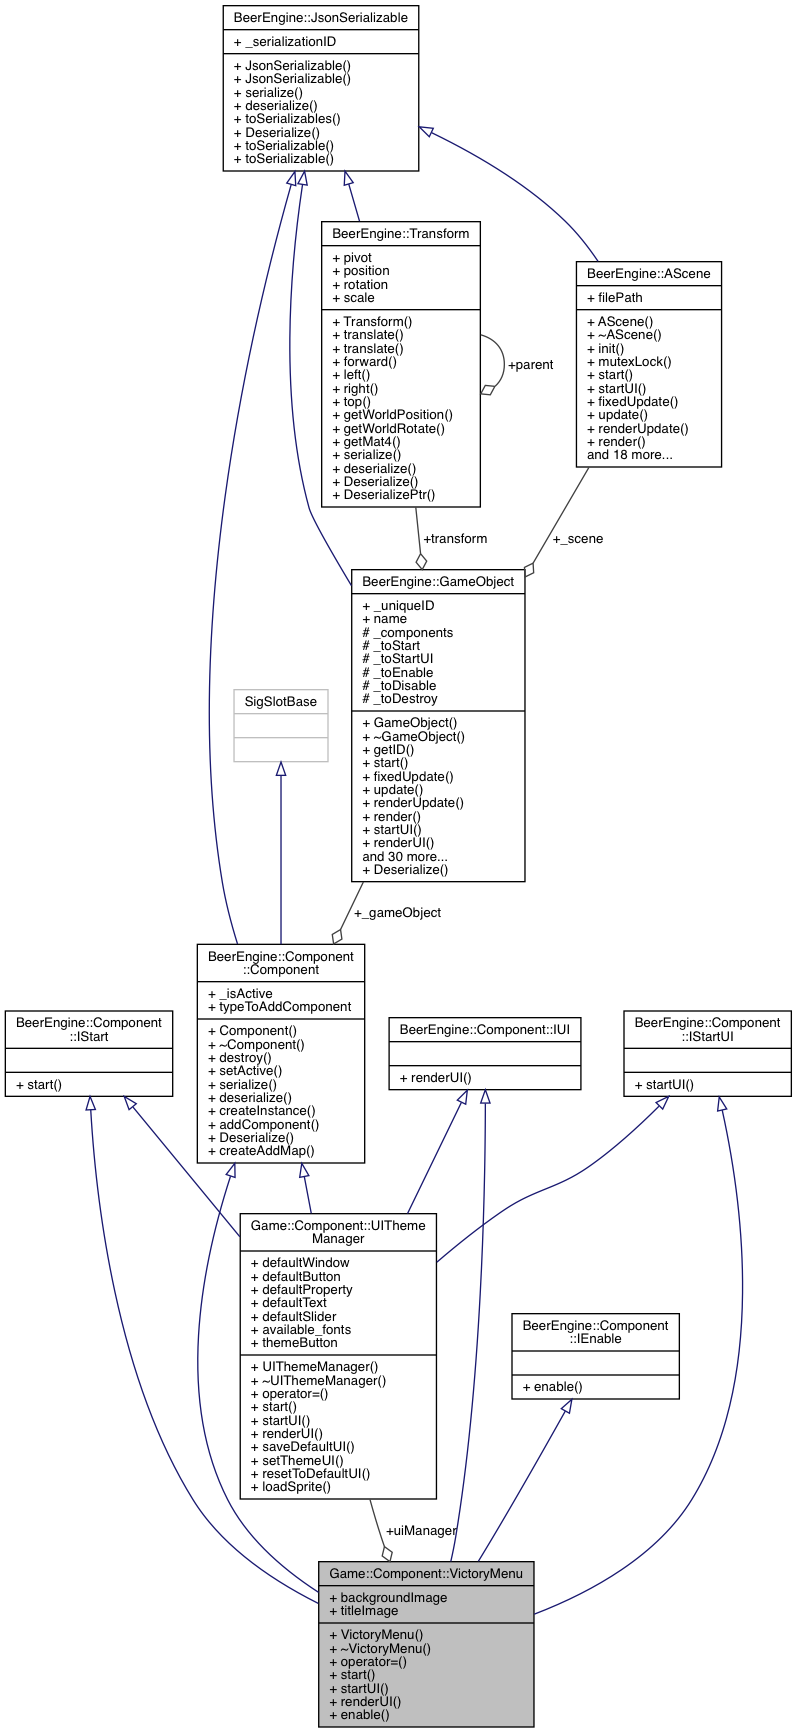 BeerEngine::JsonSerializable
+ _serializationID
+ JsonSerializable()
+ JsonSerializable()
+ serialize()
+ deserialize()
+ toSerializables()
+ Deserialize()
+ toSerializable()
+ toSerializable()
BeerEngine::Transform
+ pivot
+ position
+ rotation
+ scale
+ Transform()
+ translate()
+ translate()
+ forward()
+ left()
+ right()
+ top()
+ getWorldPosition()
+ getWorldRotate()
+ getMat4()
+ serialize()
+ deserialize()
+ Deserialize()
+ DeserializePtr()
+parent
BeerEngine::AScene
+ filePath
+ AScene()
+ ~AScene()
+ init()
+ mutexLock()
+ start()
+ startUI()
+ fixedUpdate()
+ update()
+ renderUpdate()
+ render()
and 18 more...
+transform
+_scene
BeerEngine::GameObject
+ _uniqueID
+ name
# _components
# _toStart
# _toStartUI
# _toEnable
# _toDisable
# _toDestroy
+ GameObject()
+ ~GameObject()
+ getID()
+ start()
+ fixedUpdate()
+ update()
+ renderUpdate()
+ render()
+ startUI()
+ renderUI()
and 30 more...
+ Deserialize()
SigSlotBase
+_gameObject
BeerEngine::Component
::Component
+ _isActive
+ typeToAddComponent
+ Component()
+ ~Component()
+ destroy()
+ setActive()
+ serialize()
+ deserialize()
+ createInstance()
+ addComponent()
+ Deserialize()
+ createAddMap()
BeerEngine::Component
::IStart
+ start()
BeerEngine::Component::IUI
+ renderUI()
BeerEngine::Component
::IStartUI
+ startUI()
Game::Component::UITheme
Manager
+ defaultWindow
+ defaultButton
+ defaultProperty
+ defaultText
+ defaultSlider
+ available_fonts
+ themeButton
+ UIThemeManager()
+ ~UIThemeManager()
+ operator=()
+ start()
+ startUI()
+ renderUI()
+ saveDefaultUI()
+ setThemeUI()
+ resetToDefaultUI()
+ loadSprite()
BeerEngine::Component
::IEnable
+ enable()
+uiManager
Game::Component::VictoryMenu
+ backgroundImage
+ titleImage
+ VictoryMenu()
+ ~VictoryMenu()
+ operator=()
+ start()
+ startUI()
+ renderUI()
+ enable()